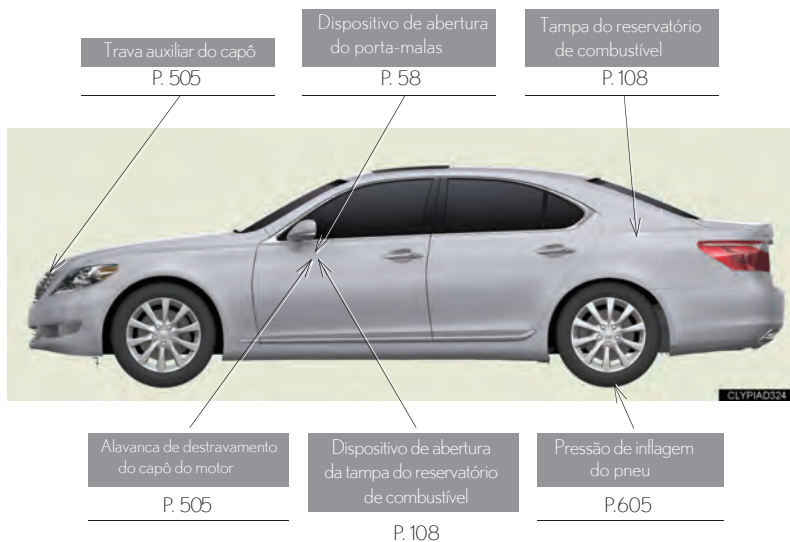 Trava auxiliar do capô
P. 505
Dispositivo de abertura
do porta-malas
P. 58
Tampa do reservatório
de combustível
P. 108
CLYPIAD324
Alavanca de destravamento
do capô do motor
P. 505
Dispositivo de abertura
da tampa do reservatório
de combustível
P. 108
Pressão de inflagem
do pneu
P.605